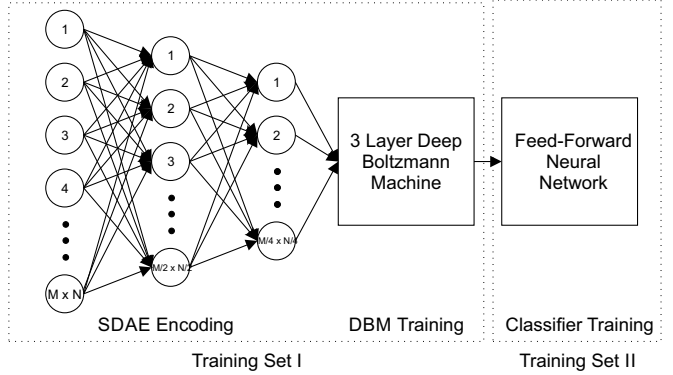 1
2
3
4
M x N
1
2
3
M/2 x N/2
1
2
M/4 x N/4
3 Layer Deep
Boltzmann
Machine
Feed-Forward
Neural
Network
SDAE Encoding
DBM Training
Classifier Training
Training Set I
Training Set II